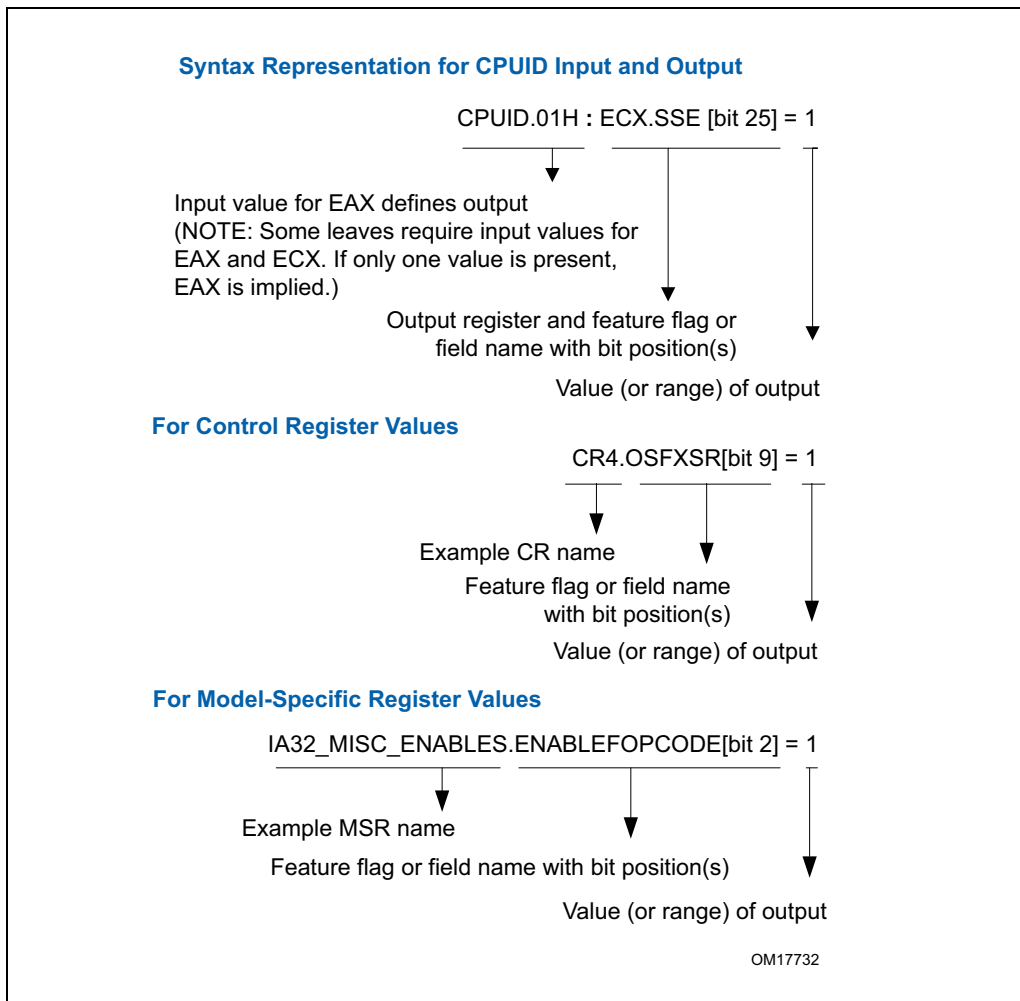 Syntax Representation for CPUID Input and Output
CPUID.01H : ECX.SSE [bit 25] = 1
Input value for EAX defines output
(NOTE: Some leaves require input values for
EAX and ECX. If only one value is present,
EAX is implied.)
Output register and feature flag or
field name with bit position(s)
Value (or range) of output
For Control Register Values
CR4.OSFXSR[bit 9] = 1
Example CR name
Feature flag or field name
with bit position(s)
Value (or range) of output
For Model-Specific Register Values
IA32_MISC_ENABLES.ENABLEFOPCODE[bit 2] = 1
Example MSR name
Feature flag or field name with bit position(s)
Value (or range) of output
OM17732